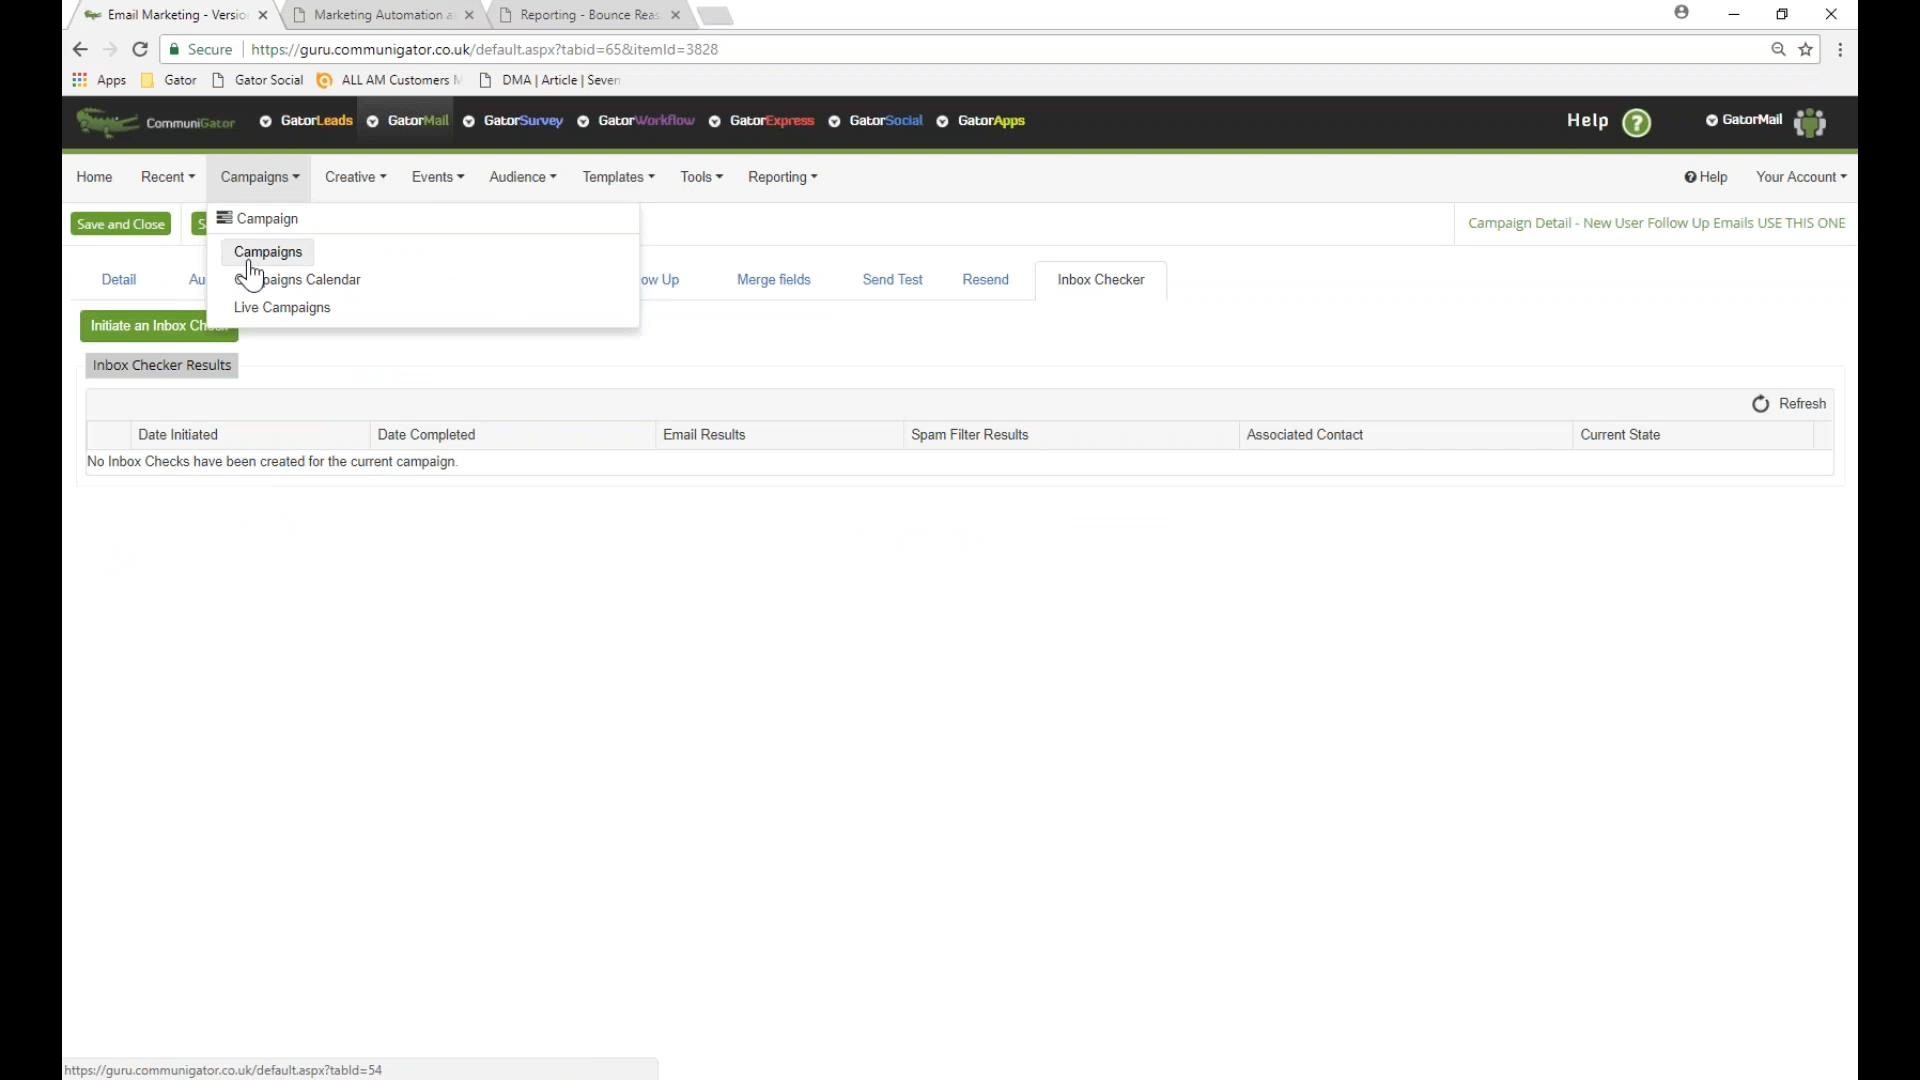 Email Marketing - Versio
Marketing Automation a
Reporting - Bounce Reas
Secure https://guru.communigator.co.uk/default.aspx?tabid=65&itemId=3828
Apps Gator Gator Social ALL AM Customers DMA | Article | Seven
CommuniGator GatorLeads GatorMail GatorSurvey GatorWorkflow GatorExpress GatorSocial GatorApps Help ? GatorMail
Home Recent Campaigns Creative Events Audience Templates Tools Reporting Help Your Account
Save and Close S Campaign Campaign Detail - New User Follow Up Emails USE THIS ONE
Campaigns
Detail Au paigns Calendar ow Up Merge fields Send Test Resend Inbox Checker
Live Campaigns
Initiate an Inbox Ch
Inbox Checker Results
Refresh
Date Initiated Date Completed Email Results Spam Filter Results Associated Contact Current State
No Inbox Checks have been created for the current campaign.
https://guru.communigator.co.uk/default.aspx?tabId=54